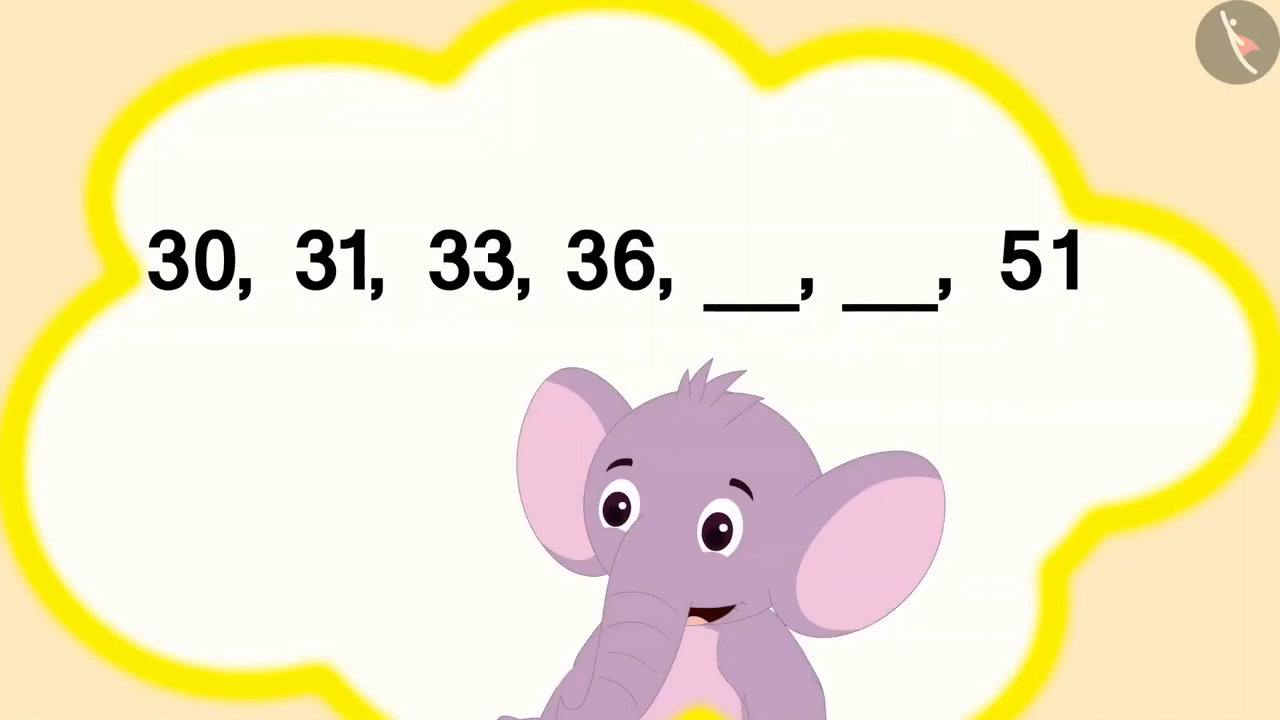 30, 31, 33, 36, __, __, 51